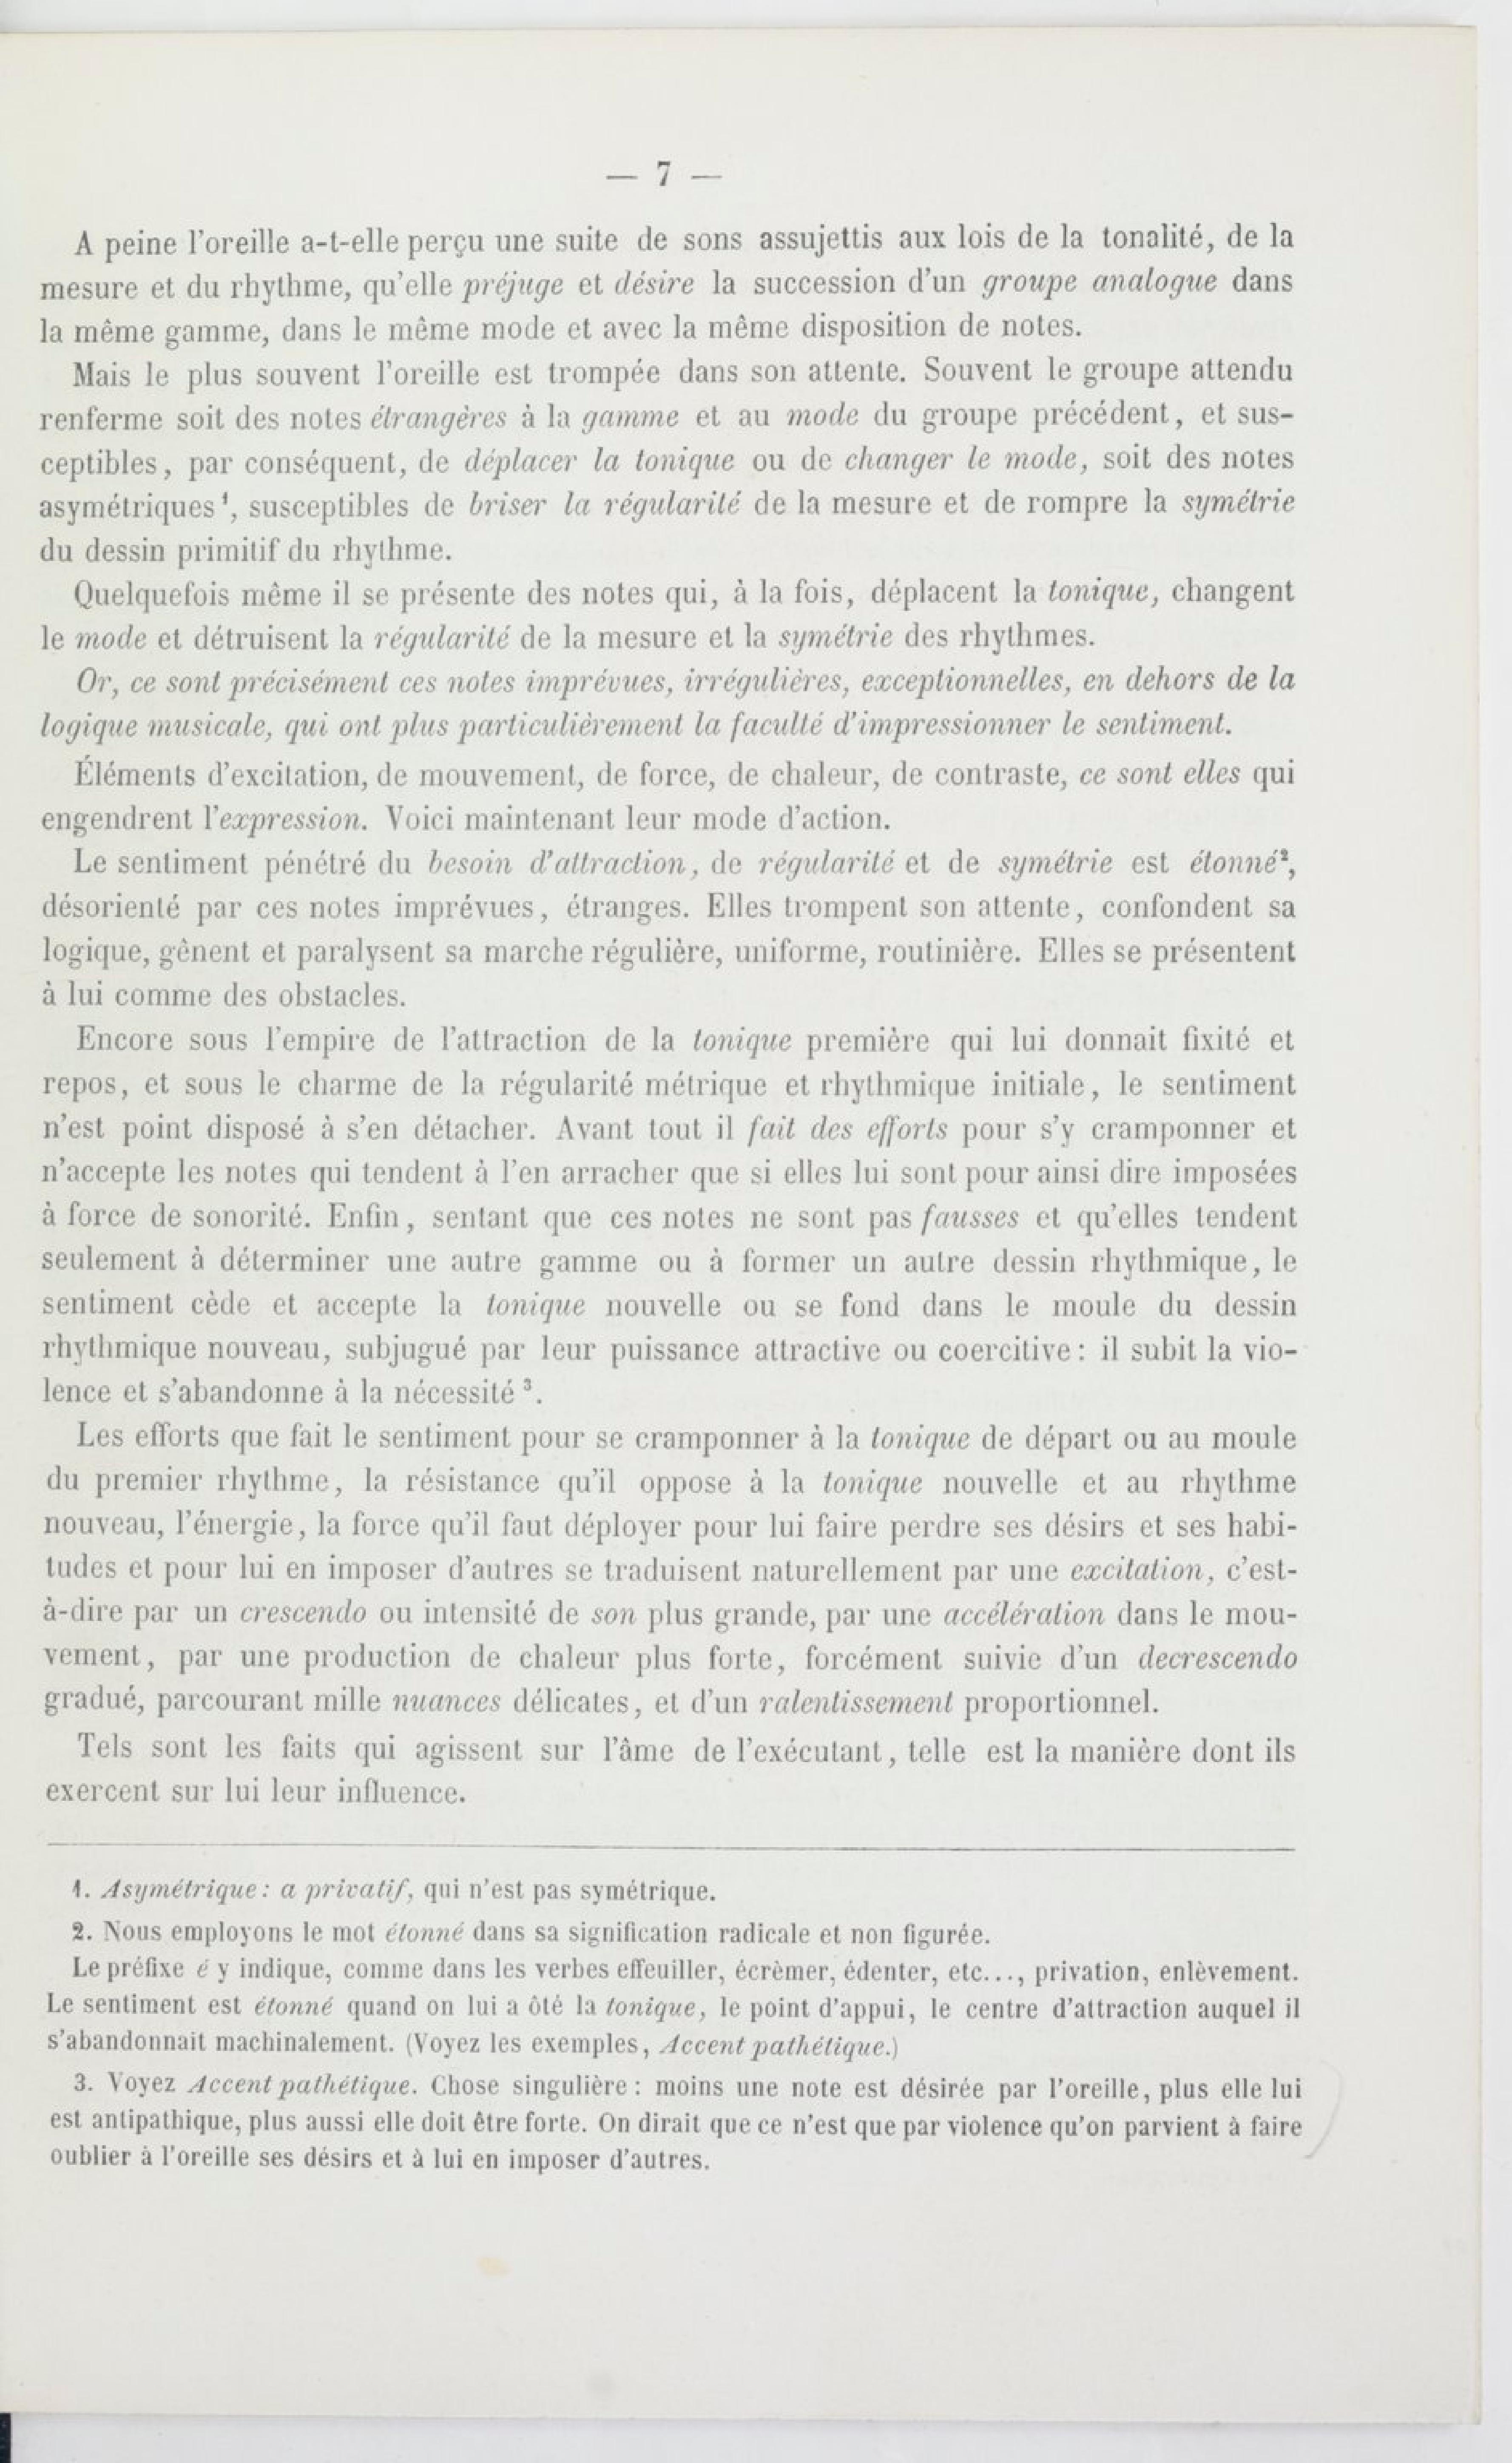 — 7 —
A peine l'oreille a-t-elle perçu une suite de sons assujettis aux lois de la tonalité, de la
mesure et du rhythme, qu'elle préjuge et désire la succession d'un groupe analogue dans
la même gamme, dans le même mode et avec la même disposition de notes.
Mais le plus souvent l'oreille est trompée dans son attente. Souvent le groupe attendu
renferme soit des notes étrangères à la gamme et au mode du groupe précédent, et sus-
ceptibles, par conséquent, de déplacer la tonique ou de changer le mode, soit des notes
asymétriques¹, susceptibles de briser la régularité de la mesure et de rompre la symétrie
du dessin primitif du rhythme.
Quelquefois même il se présente des notes qui, à la fois, déplacent la tonique, changent
le mode et détruisent la régularité de la mesure et la symétrie des rhythmes.
Or, ce sont précisément ces notes imprévues, irrégulières, exceptionnelles, en dehors de la
logique musicale, qui ont plus particulièrement la faculté d'impressionner le sentiment.
Éléments d'excitation, de mouvement, de force, de chaleur, de contraste, ce sont elles qui
engendrent l'expression. Voici maintenant leur mode d'action.
Le sentiment pénétré du besoin d'attraction, de régularité et de symétrie est étonné²,
désorienté par ces notes imprévues, étranges. Elles trompent son attente, confondent sa
logique, gênent et paralysent sa marche régulière, uniforme, routinière. Elles se présentent
à lui comme des obstacles.
Encore sous l'empire de l'attraction de la tonique première qui lui donnait fixité et
repos, et sous le charme de la régularité métrique et rhythmique initiale, le sentiment
n'est point disposé à s'en détacher. Avant tout il fait des efforts pour s'y cramponner et
n'accepte les notes qui tendent à l'en arracher que si elles lui sont pour ainsi dire imposées
à force de sonorité. Enfin, sentant que ces notes ne sont pas fausses et qu'elles tendent
seulement à déterminer une autre gamme ou à former un autre dessin rhythmique, le
sentiment cède et accepte la tonique nouvelle ou se fond dans le moule du dessin
rhythmique nouveau, subjugué par leur puissance attractive ou coercitive : il subit la vio-
lence et s'abandonne à la nécessité ³.
Les efforts que fait le sentiment pour se cramponner à la tonique de départ ou au moule
du premier rhythme, la résistance qu'il oppose à la tonique nouvelle et au rhythme
nouveau, l'énergie, la force qu'il faut déployer pour lui faire perdre ses désirs et ses habi-
tudes et pour lui en imposer d'autres se traduisent naturellement par une excitation, c'est-
à-dire par un crescendo ou intensité de son plus grande, par une accélération dans le mou-
vement, par une production de chaleur plus forte, forcément suivie d'un decrescendo
gradué, parcourant mille nuances délicates, et d'un ralentissement proportionnel.
Tels sont les faits qui agissent sur l'âme de l'exécutant, telle est la manière dont ils
exercent sur lui leur influence.
1. Asymétrique : a privatif, qui n'est pas symétrique.
2. Nous employons le mot étonné dans sa signification radicale et non figurée.
Le préfixe é y indique, comme dans les verbes effeuiller, écrèmer, édenter, etc..., privation, enlèvement.
Le sentiment est étonné quand on lui a ôté la tonique, le point d'appui, le centre d'attraction auquel il
s'abandonnait machinalement. (Voyez les exemples, Accent pathétique.)
3. Voyez Accent pathétique. Chose singulière : moins une note est désirée par l'oreille, plus elle lui
est antipathique, plus aussi elle doit être forte. On dirait que ce n'est que par violence qu'on parvient à faire
oublier à l'oreille ses désirs et à lui en imposer d'autres.